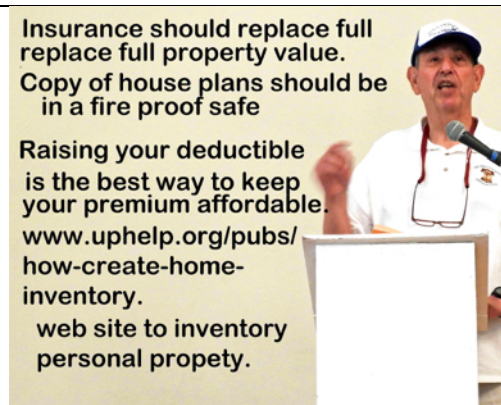 Insurance should replace full
replace full property value.
Copy of house plans should be
in a fire proof safe
Raising your deductible
is the best way to keep
your premium affordable.
www.uphelp.org/pubs/
how-create-home-
inventory.
web site to inventory
personal propety.